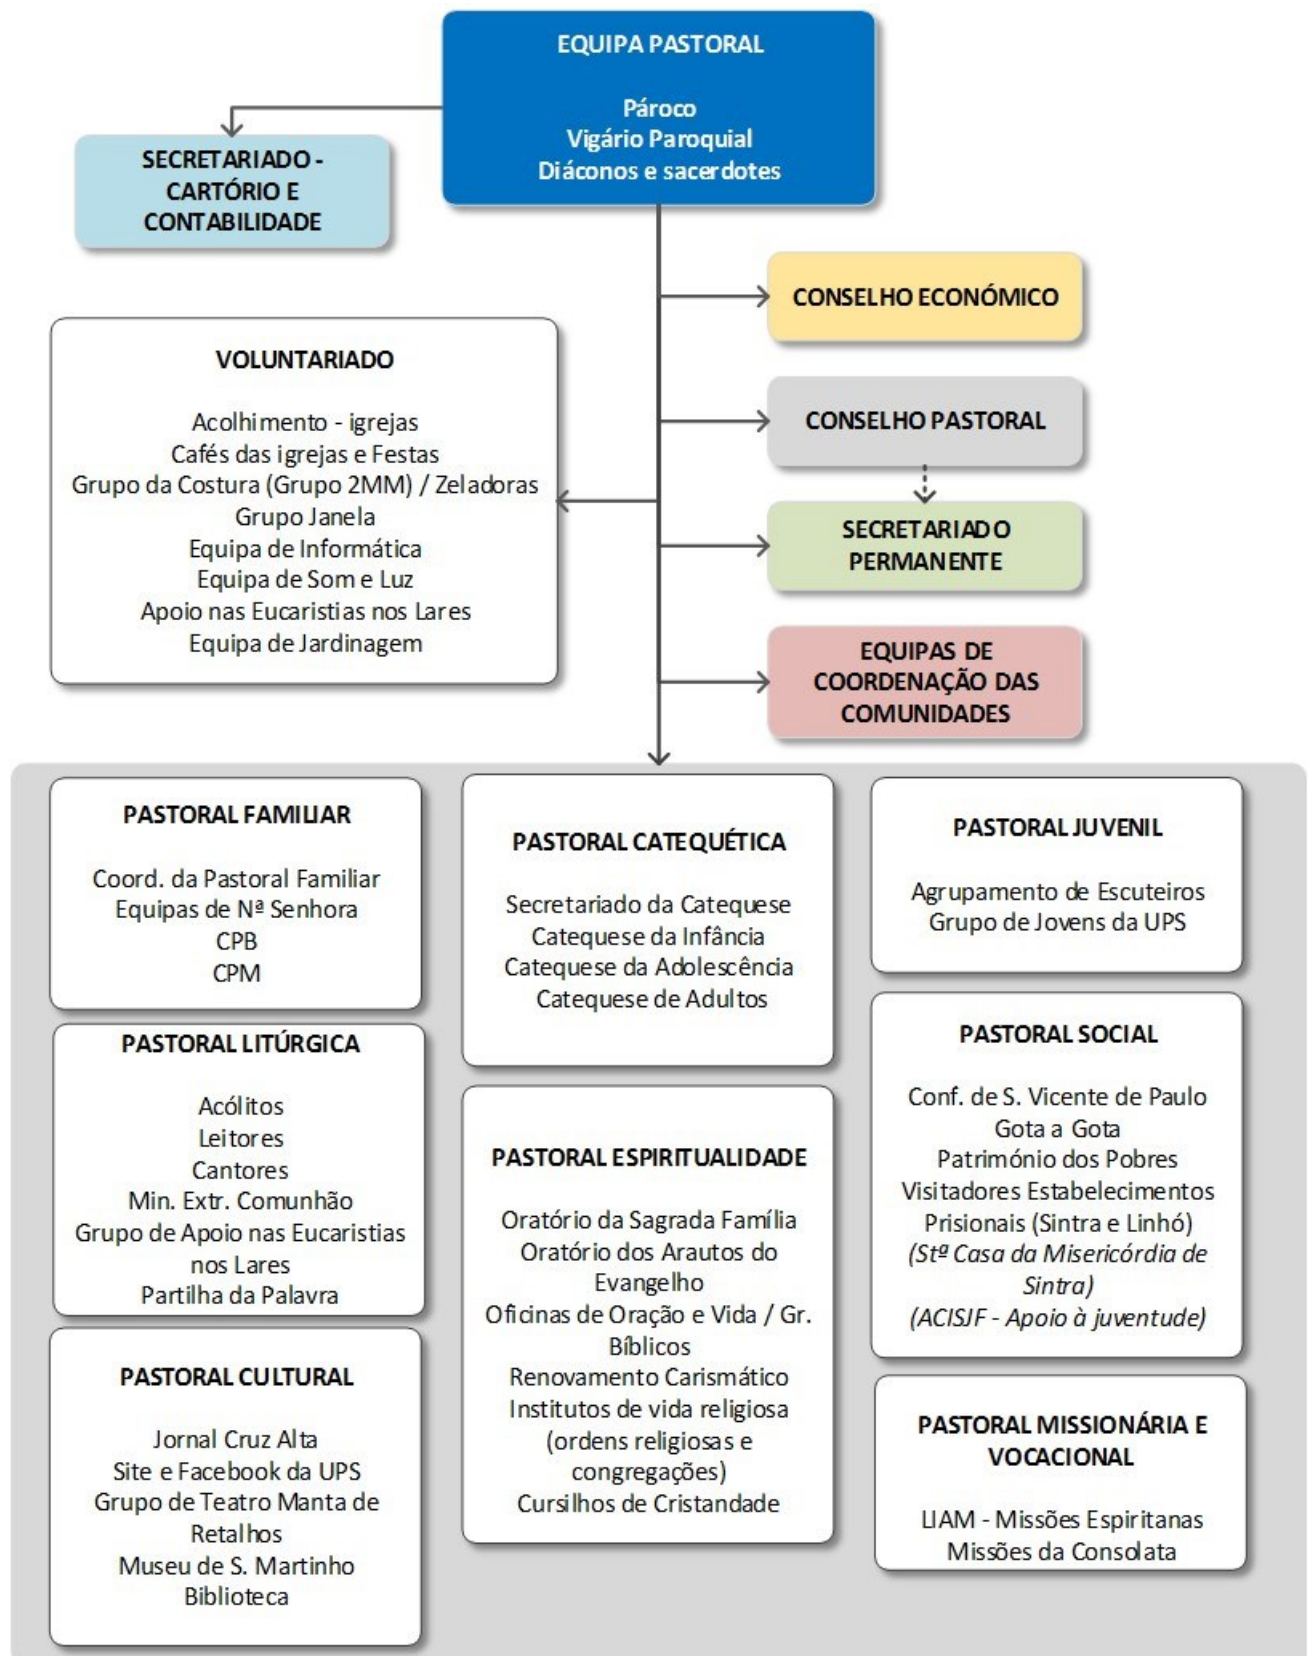 EQUIPA PASTORAL
Pároco
Vigário Paroquial
Diáconos e sacerdotes
SECRETARIADO -
CARTÓRIO E
CONTABILIDADE
CONSELHO ECONÓMICO
VOLUNTARIADO
Acolhimento - igrejas
Cafés das igrejas e Festas
Grupo da Costura (Grupo 2MM) / Zeladoras
Grupo Janela
Equipa de Informática
Equipa de Som e Luz
Apoio nas Eucaristias nos Lares
Equipa de Jardinagem
CONSELHO PASTORAL
SECRETARIADO
PERMANENTE
EQUIPAS DE
COORDENAÇÃO DAS
COMUNIDADES
PASTORAL FAMILIAR
Coord. da Pastoral Familiar
Equipas de Nª Senhora
CPB
CPM
PASTORAL CATEQUÉTICA
Secretariado da Catequese
Catequese da Infância
Catequese da Adolescência
Catequese de Adultos
PASTORAL JUVENIL
Agrupamento de Escuteiros
Grupo de Jovens da UPS
PASTORAL LITÚRGICA
Acólitos
Leitores
Cantores
Min. Extr. Comunhão
Grupo de Apoio nas Eucaristias
nos Lares
Partilha da Palavra
PASTORAL ESPIRITUALIDADE
Oratório da Sagrada Família
Oratório dos Arautos do
Evangelho
Oficinas de Oração e Vida / Gr.
Bíblicos
Renovamento Carismático
Institutos de vida religiosa
(ordens religiosas e
congregações)
Cursilhos de Cristandade
PASTORAL SOCIAL
Conf. de S. Vicente de Paulo
Gota a Gota
Património dos Pobres
Visitadores Estabelecimentos
Prisionais (Sintra e Linhó)
(Stª Casa da Misericórdia de
Sintra)
(ACISJF - Apoio à juventude)
PASTORAL CULTURAL
Jornal Cruz Alta
Site e Facebook da UPS
Grupo de Teatro Manta de
Retalhos
Museu de S. Martinho
Biblioteca
PASTORAL MISSIONÁRIA E
VOCACIONAL
LIAM - Missões Espiritanas
Missões da Consolata